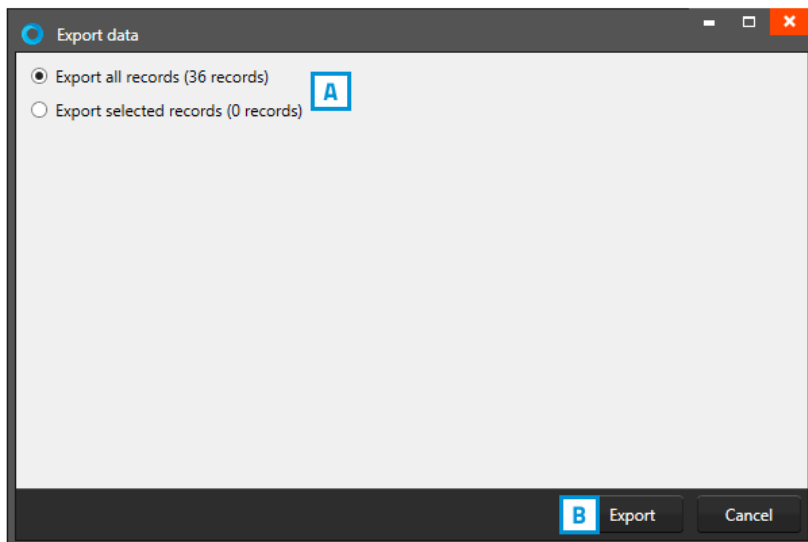 Export data
Export all records (36 records)
A
Export selected records (0 records)
B Export Cancel